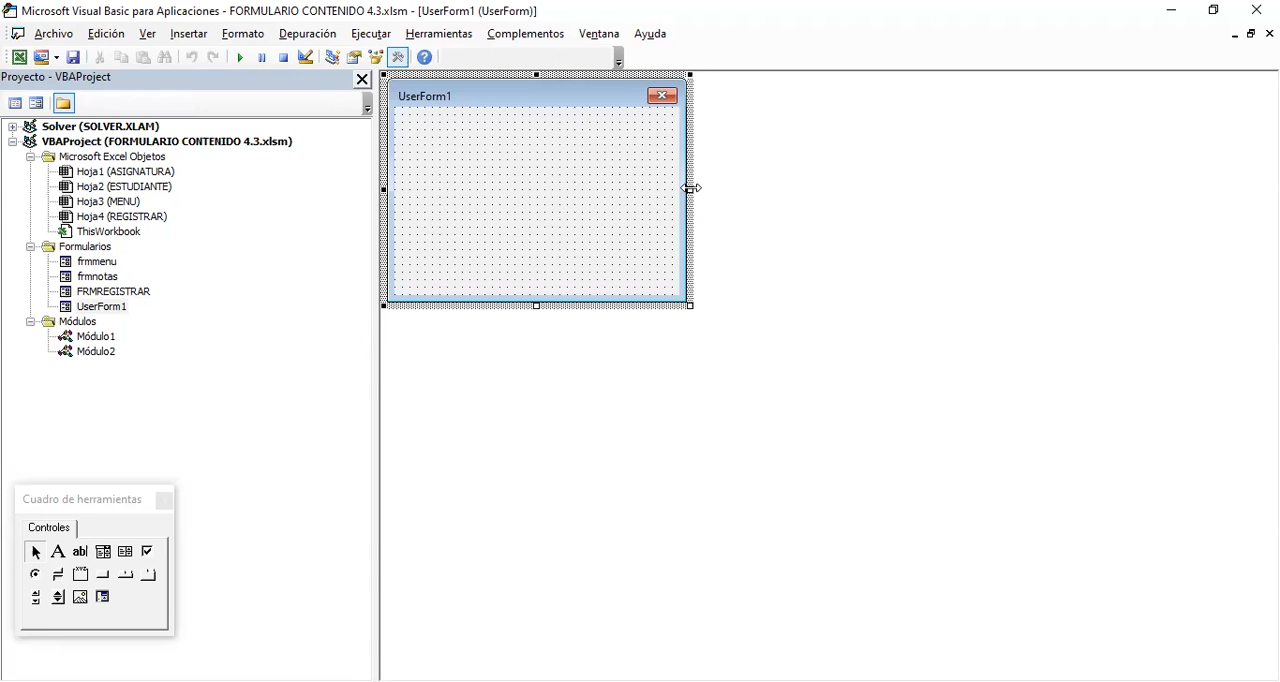 Microsoft Visual Basic para Aplicaciones - FORMULARIO CONTENIDO 4.3.xlsm - [UserForm1 (UserForm)]
Archivo Edición Ver Insertar Formato Depuración Ejecutar Herramientas Complementos Ventana Ayuda
Proyecto - VBAProject
Solver (SOLVER.XLAM)
VBAProject (FORMULARIO CONTENIDO 4.3.xlsm)
Microsoft Excel Objetos
Hoja1 (ASIGNATURA)
Hoja2 (ESTUDIANTE)
Hoja3 (MENU)
Hoja4 (REGISTRAR)
ThisWorkbook
Formularios
frmmenu
frmnotas
FRMREGISTRAR
UserForm1
Módulos
Módulo1
Módulo2
UserForm1
Cuadro de herramientas
Controles
A ab|